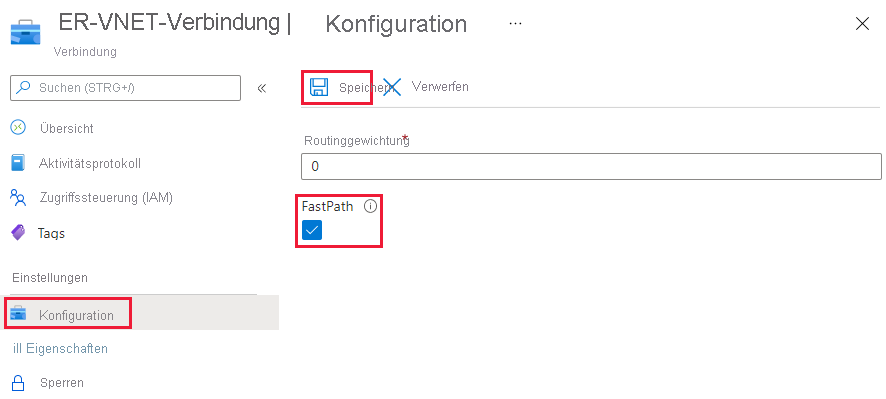 ER-VNET-Verbindung | Konfiguration ...
Verbindung
Suchen (STRG+/) «
Speichern Verwerfen
Übersicht
Routinggewichtung*
Aktivitätsprotokoll
0
Zugriffssteuerung (IAM)
FastPath
Tags
Einstellungen
Konfiguration
ill Eigenschaften
Sperren